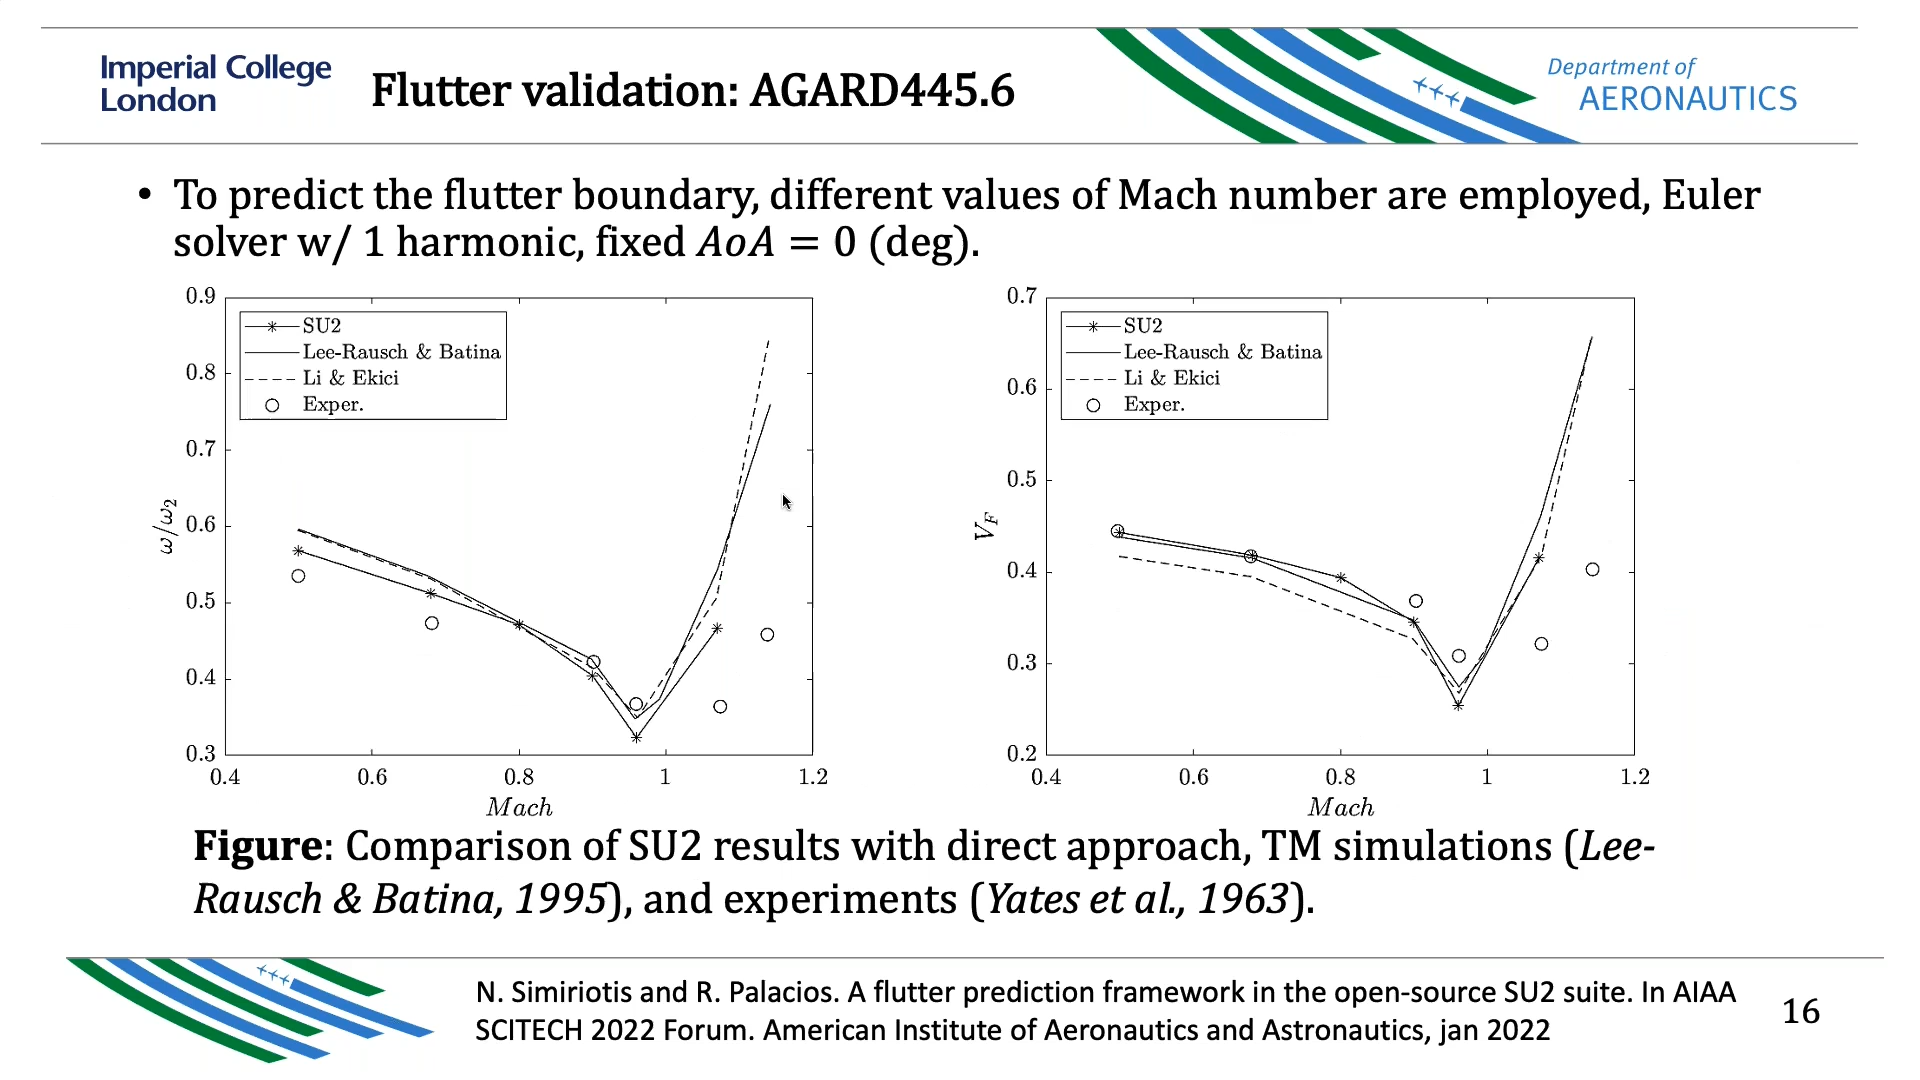 Imperial College
London
Flutter validation: AGARD445.6
Department of
AERONAUTICS
• To predict the flutter boundary, different values of Mach number are employed, Euler
solver w/ 1 harmonic, fixed AoA = 0 (deg).
0.9
0.8
0.7
0.6
0.5
0.4
0.3
ω/ω₂
SU2
Lee-Rausch & Batina
Li & Ekici
Exper.
0.4 0.6 0.8 1 1.2
Mach
0.7
0.6
0.5
0.4
0.3
0.2
V_F
SU2
Lee-Rausch & Batina
Li & Ekici
Exper.
0.4 0.6 0.8 1 1.2
Mach
Figure: Comparison of SU2 results with direct approach, TM simulations (Lee-
Rausch & Batina, 1995), and experiments (Yates et al., 1963).
N. Simiriotis and R. Palacios. A flutter prediction framework in the open-source SU2 suite. In AIAA
SCITECH 2022 Forum. American Institute of Aeronautics and Astronautics, jan 2022
16